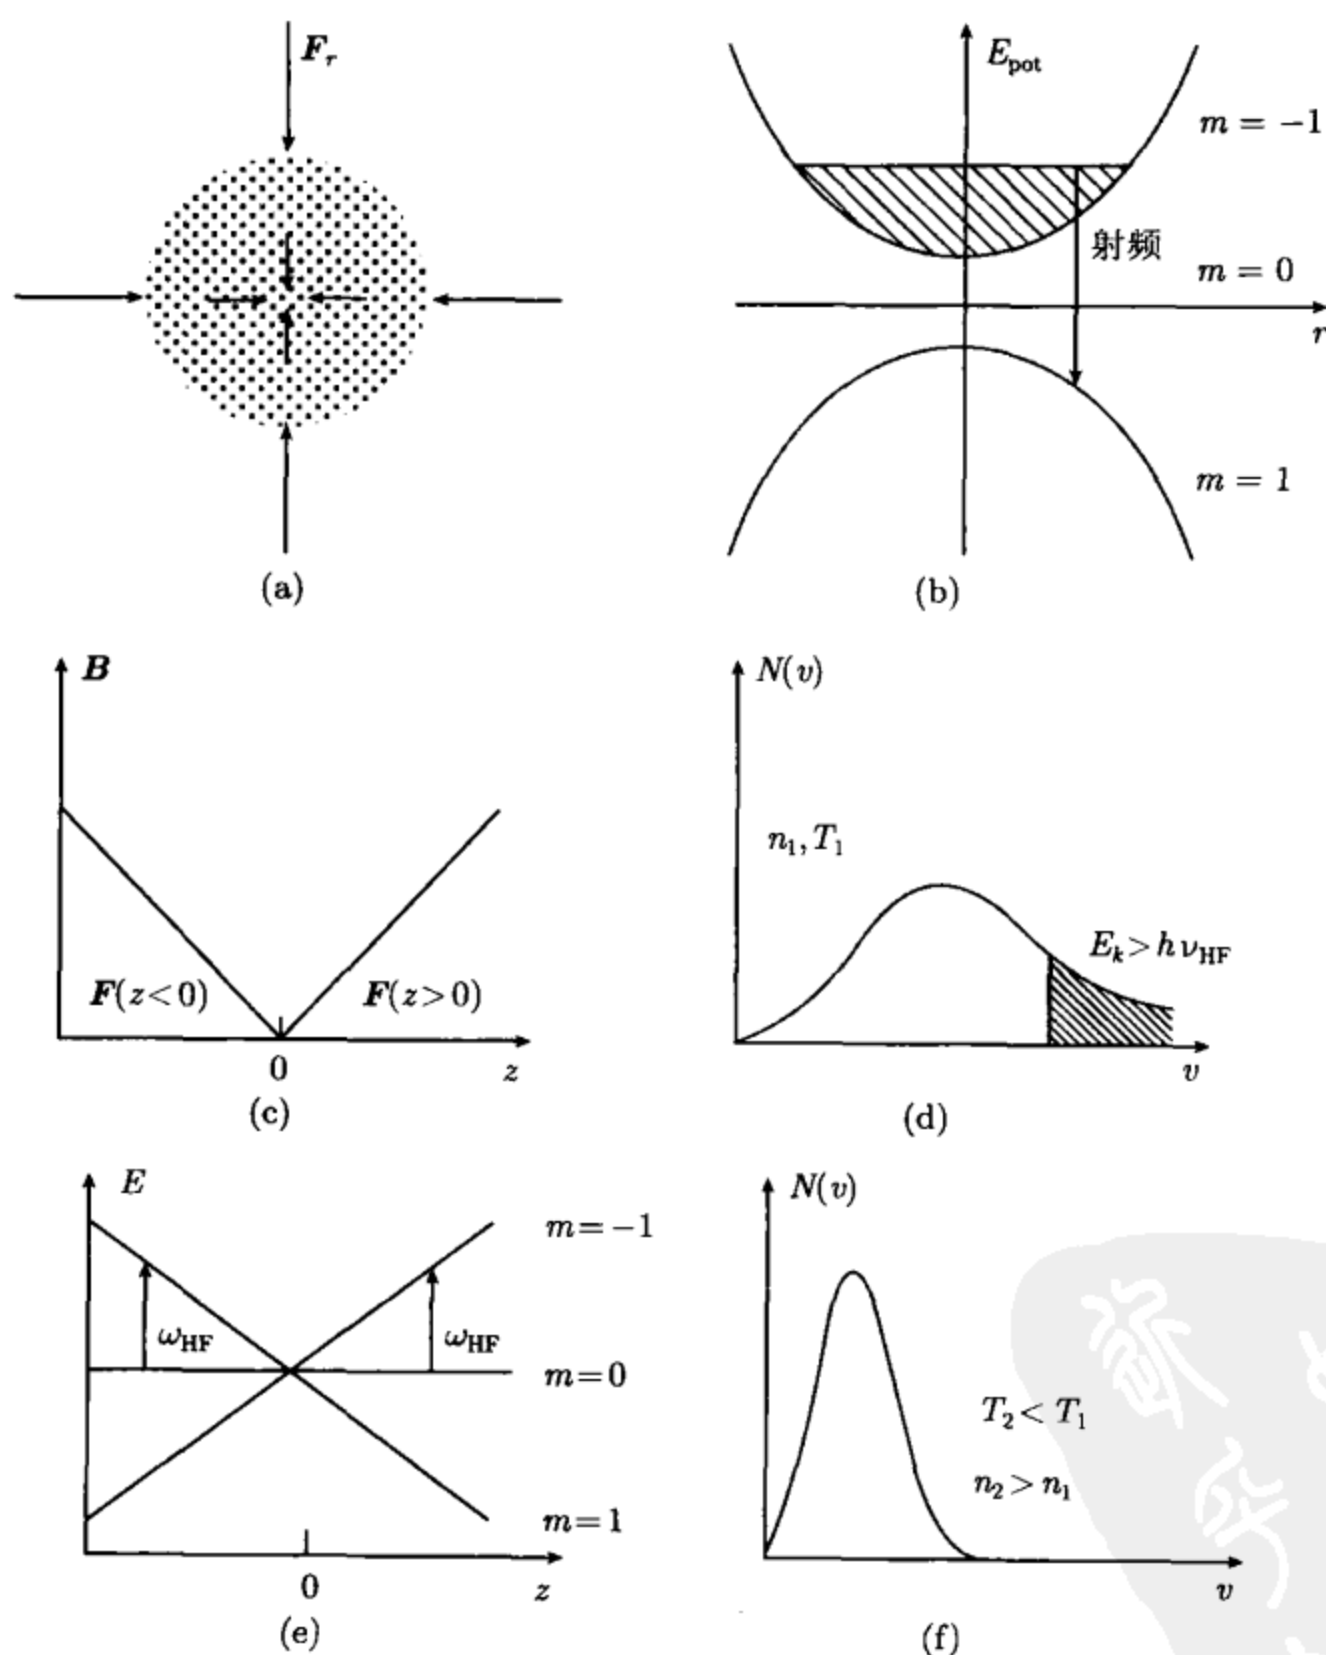 F_r
(a)
E_pot
m = −1
射频
m = 0
r
m = 1
(b)
B
F(z<0)
F(z>0)
0
z
(c)
N(v)
n₁, T₁
E_k > hν_HF
v
(d)
E
m=−1
ω_HF
ω_HF
m=0
m=1
0
z
(e)
N(v)
T₂< T₁
n₂> n₁
v
(f)